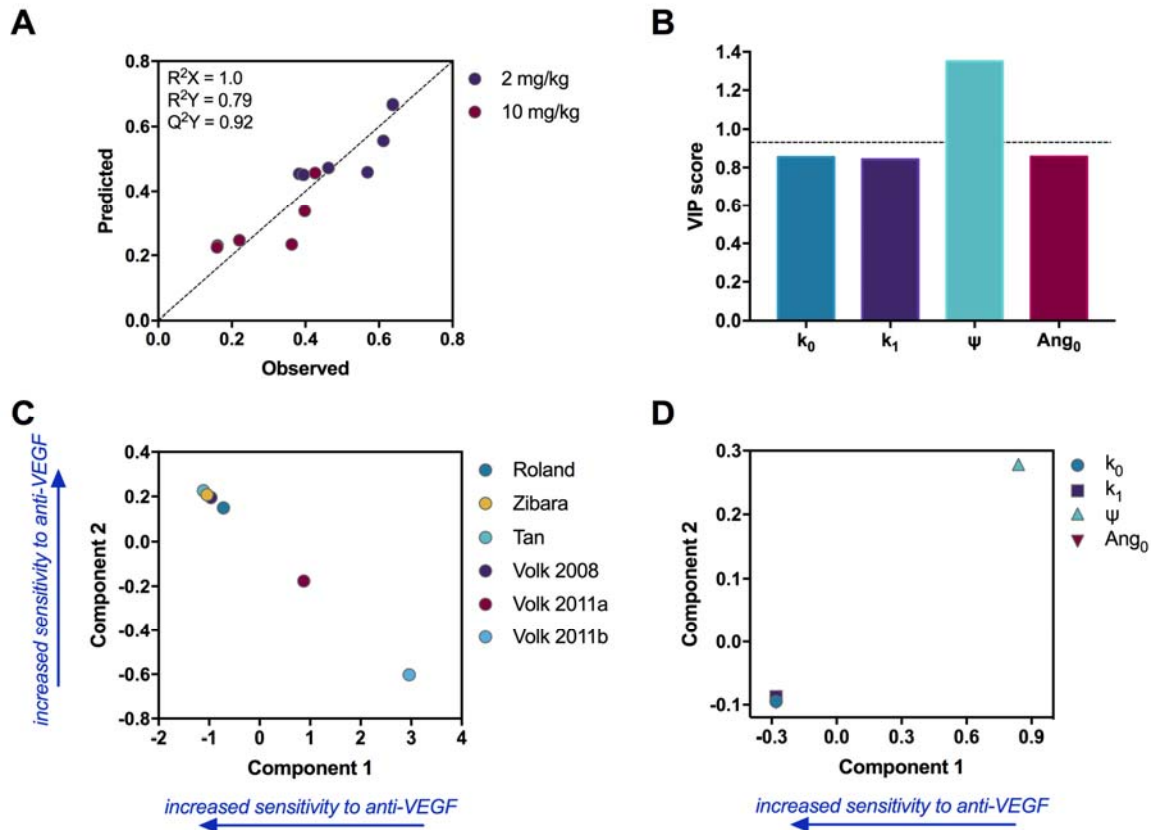 A
0.8
0.6
0.4
0.2
0.0
Predicted
R²X = 1.0
R²Y = 0.79
Q²Y = 0.92
0.0 0.2 0.4 0.6 0.8
Observed
2 mg/kg
10 mg/kg
B
1.4
1.2
1.0
0.8
0.6
0.4
0.2
0.0
VIP score
k₀ k₁ ψ Ang₀
C
increased sensitivity to anti-VEGF
0.4
0.2
0.0
-0.2
-0.4
-0.6
-0.8
Component 2
-2 -1 0 1 2 3 4
Component 1
increased sensitivity to anti-VEGF
Roland
Zibara
Tan
Volk 2008
Volk 2011a
Volk 2011b
D
0.3
0.2
0.1
0.0
-0.1
Component 2
-0.3 0.0 0.3 0.6 0.9
Component 1
increased sensitivity to anti-VEGF
k₀
k₁
ψ
Ang₀